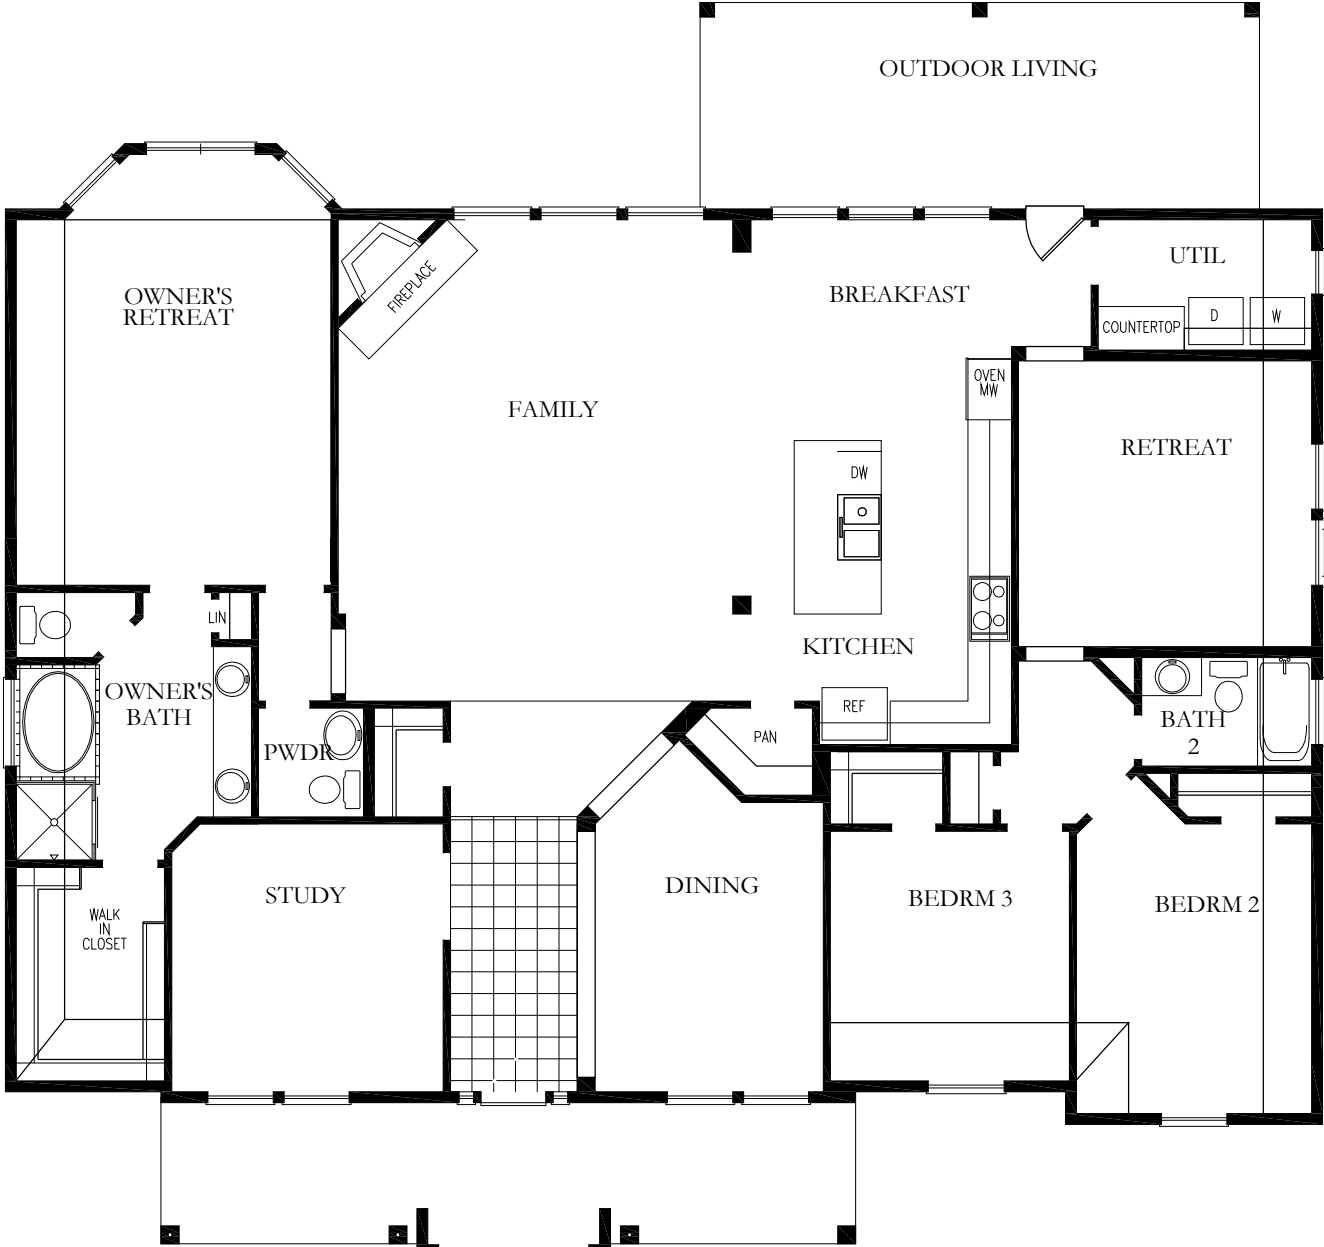 OUTDOOR LIVING
UTIL
OWNER'S
RETREAT
FIREPLACE
BREAKFAST
COUNTERTOP
D
W
OVEN
MW
FAMILY
RETREAT
DW
LIN
KITCHEN
OWNER'S
BATH
REF
PAN
PWDR
BATH
2
STUDY
DINING
BEDRM 3
BEDRM 2
WALK
IN
CLOSET